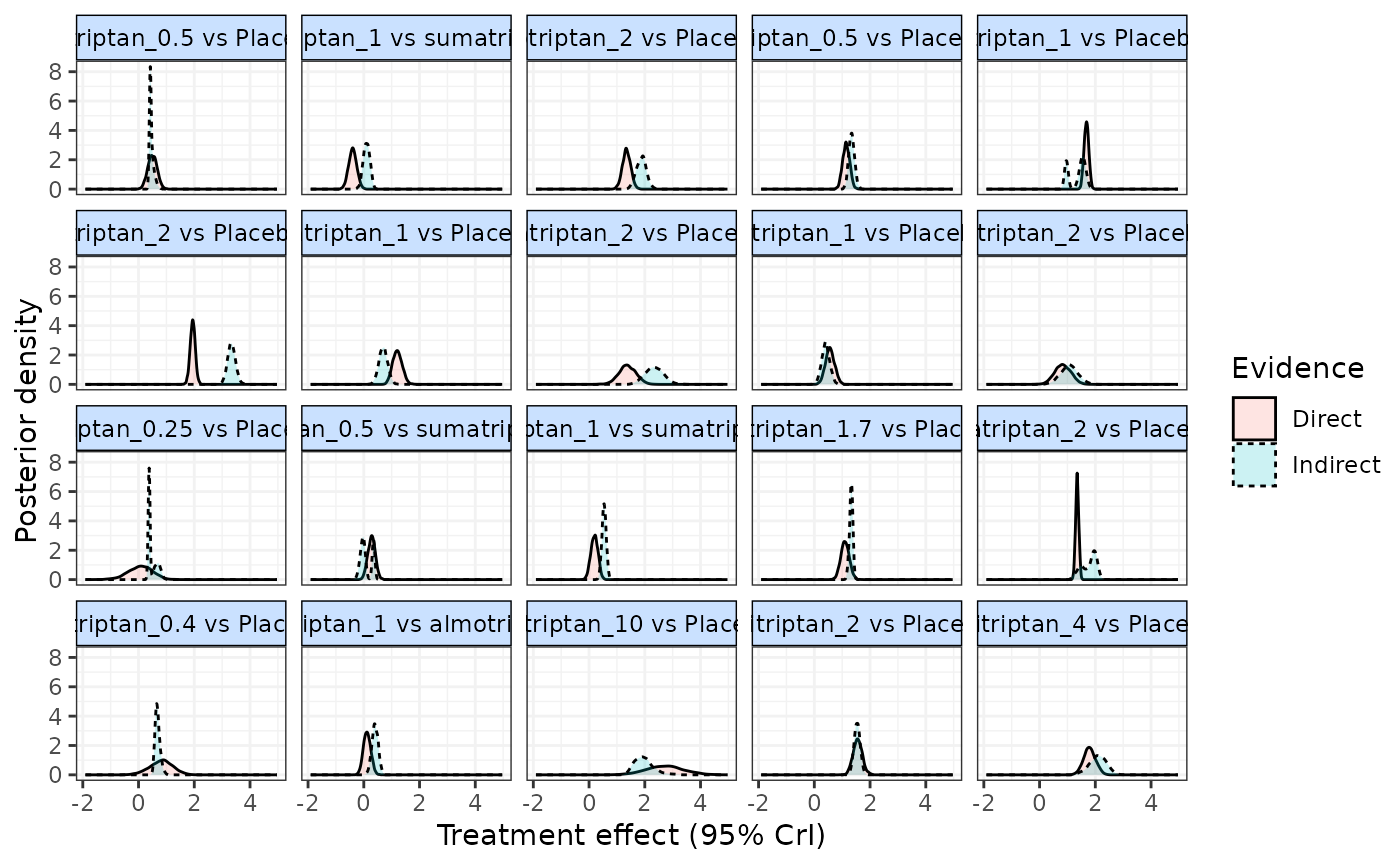 riptan_0.5 vs Place
ptan_1 vs sumatri
triptan_2 vs Place
iptan_0.5 vs Place
triptan_1 vs Placeb
8
6
4
2
0
riptan_2 vs Placeb
triptan_1 vs Place
triptan_2 vs Place
triptan_1 vs Place
triptan_2 vs Place
8
6
4
2
0
ptan_0.25 vs Place
an_0.5 vs sumatrip
ptan_1 vs sumatrip
triptan_1.7 vs Plac
atriptan_2 vs Place
8
6
4
2
0
triptan_0.4 vs Plac
iptan_1 vs almotri
triptan_10 vs Place
itriptan_2 vs Place
itriptan_4 vs Place
8
6
4
2
0
-2 0 2 4
-2 0 2 4
-2 0 2 4
-2 0 2 4
-2 0 2 4
Treatment effect (95% CrI)
Posterior density
Evidence
Direct
Indirect